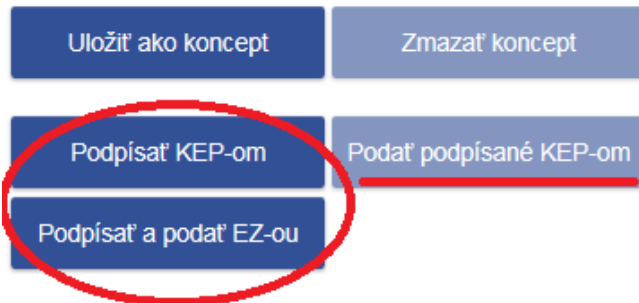 Uložiť ako koncept
Zmazať koncept
Podpísať KEP-om
Podať podpísané KEP-om
Podpísať a podať EZ-ou